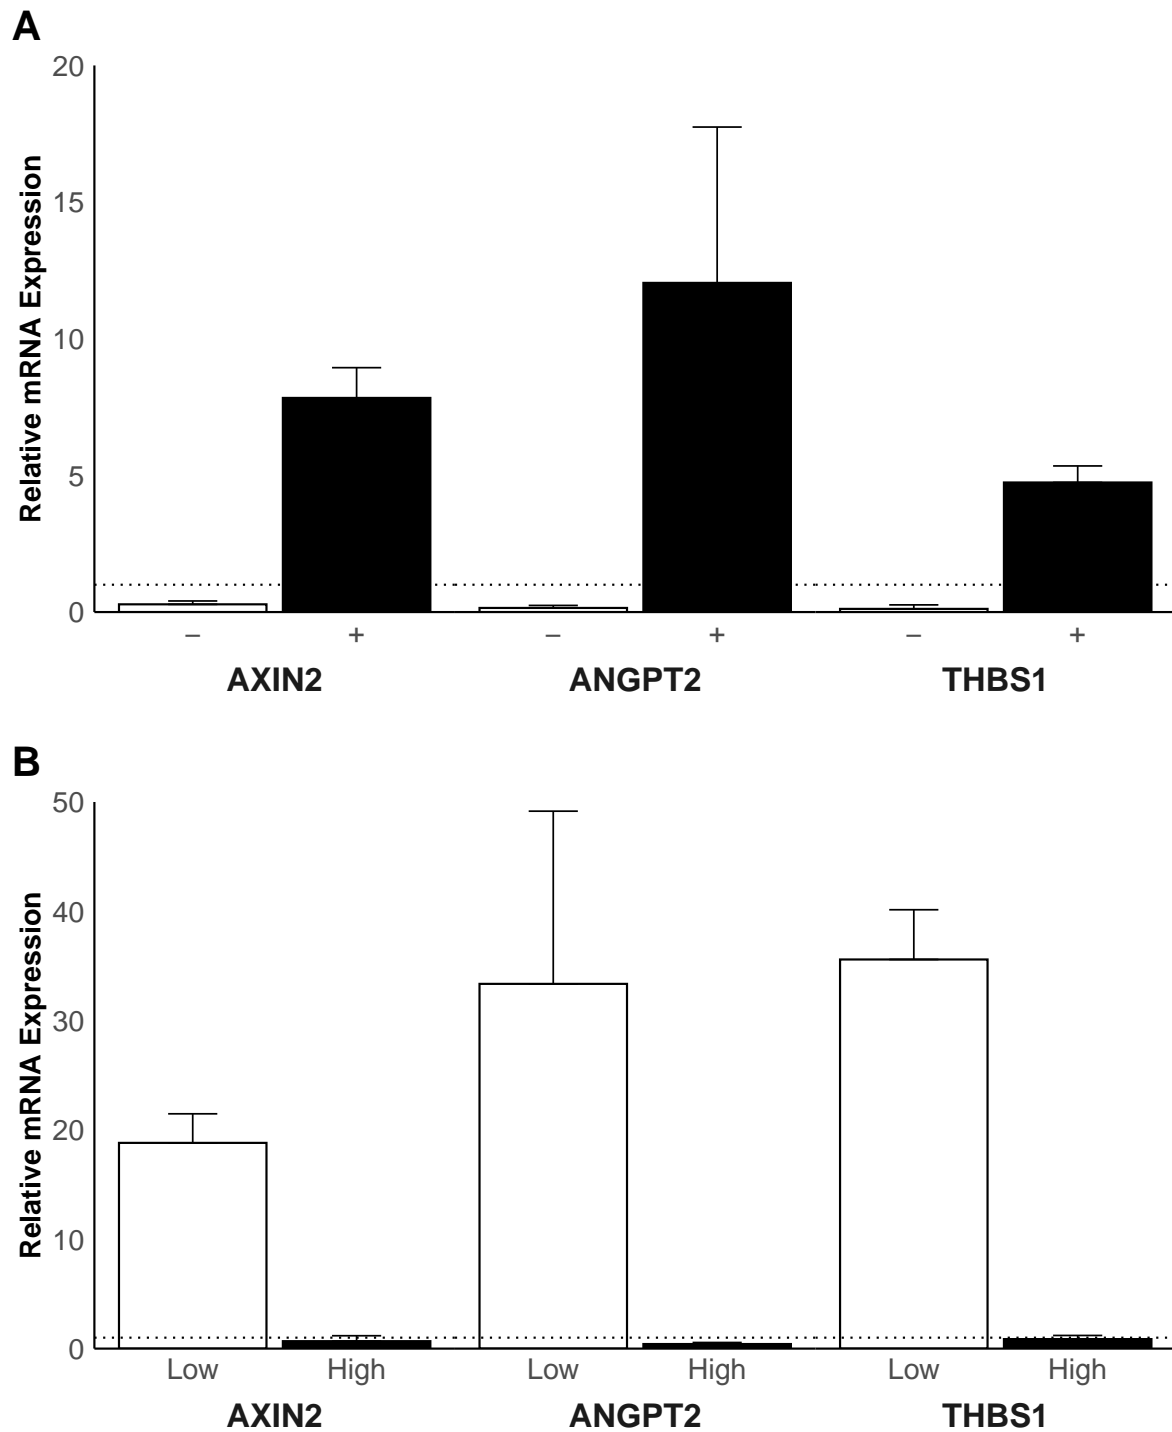 A
Relative mRNA Expression
20
15
10
5
0
– + – + – +
AXIN2 ANGPT2 THBS1
B
Relative mRNA Expression
50
40
30
20
10
0
Low High Low High Low High
AXIN2 ANGPT2 THBS1